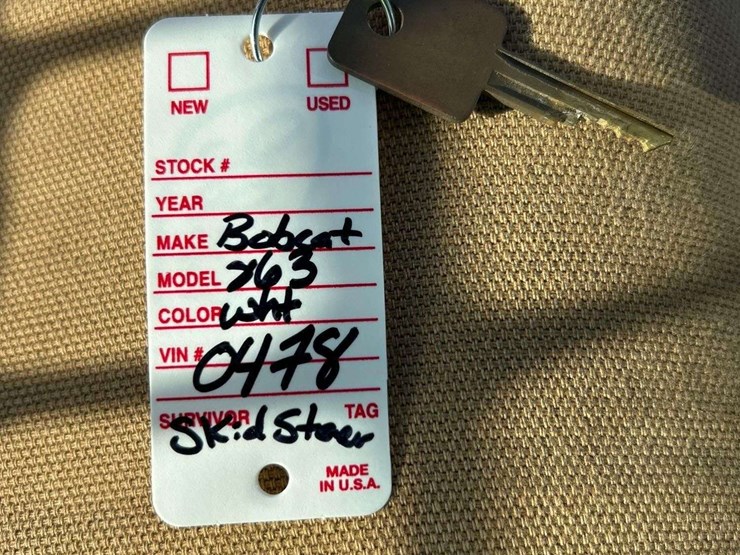 NEW USED
STOCK #
YEAR
MAKE Bobcat
MODEL 763
COLOR wht
VIN # 0478
SURVIVOR TAG
Skid Steer
MADE
IN U.S.A.